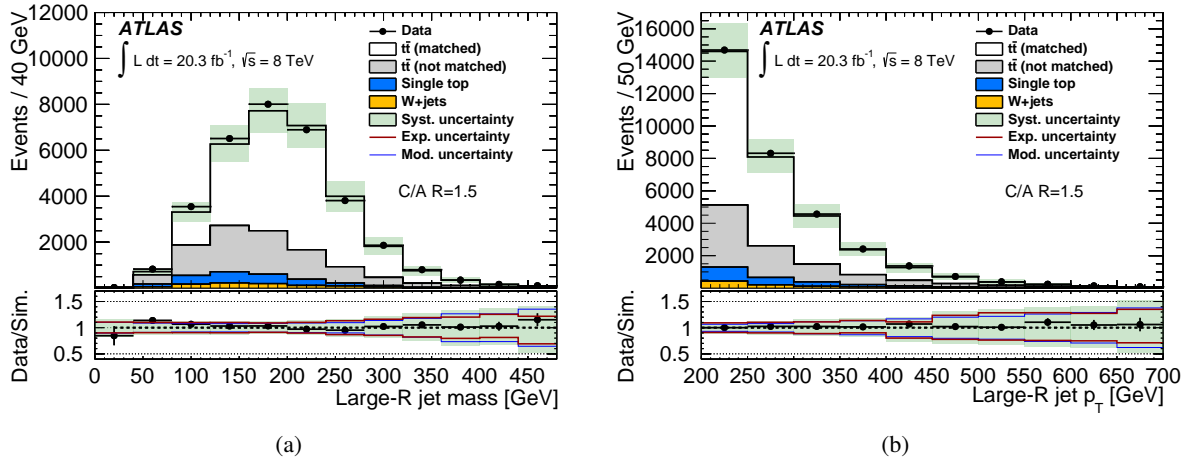 Events / 40 GeV
12000
10000
8000
6000
4000
2000
ATLAS
∫ L dt = 20.3 fb⁻¹, √s = 8 TeV
Data
tt̄ (matched)
tt̄ (not matched)
Single top
W+jets
Syst. uncertainty
Exp. uncertainty
Mod. uncertainty
C/A R=1.5
Data/Sim.
1.5
1
0.5
0 50 100 150 200 250 300 350 400 450
Large-R jet mass [GeV]
(a)
Events / 50 GeV
16000
14000
12000
10000
8000
6000
4000
2000
ATLAS
∫ L dt = 20.3 fb⁻¹, √s = 8 TeV
Data
tt̄ (matched)
tt̄ (not matched)
Single top
W+jets
Syst. uncertainty
Exp. uncertainty
Mod. uncertainty
C/A R=1.5
Data/Sim.
1.5
1
0.5
200 250 300 350 400 450 500 550 600 650 700
Large-R jet p_T [GeV]
(b)